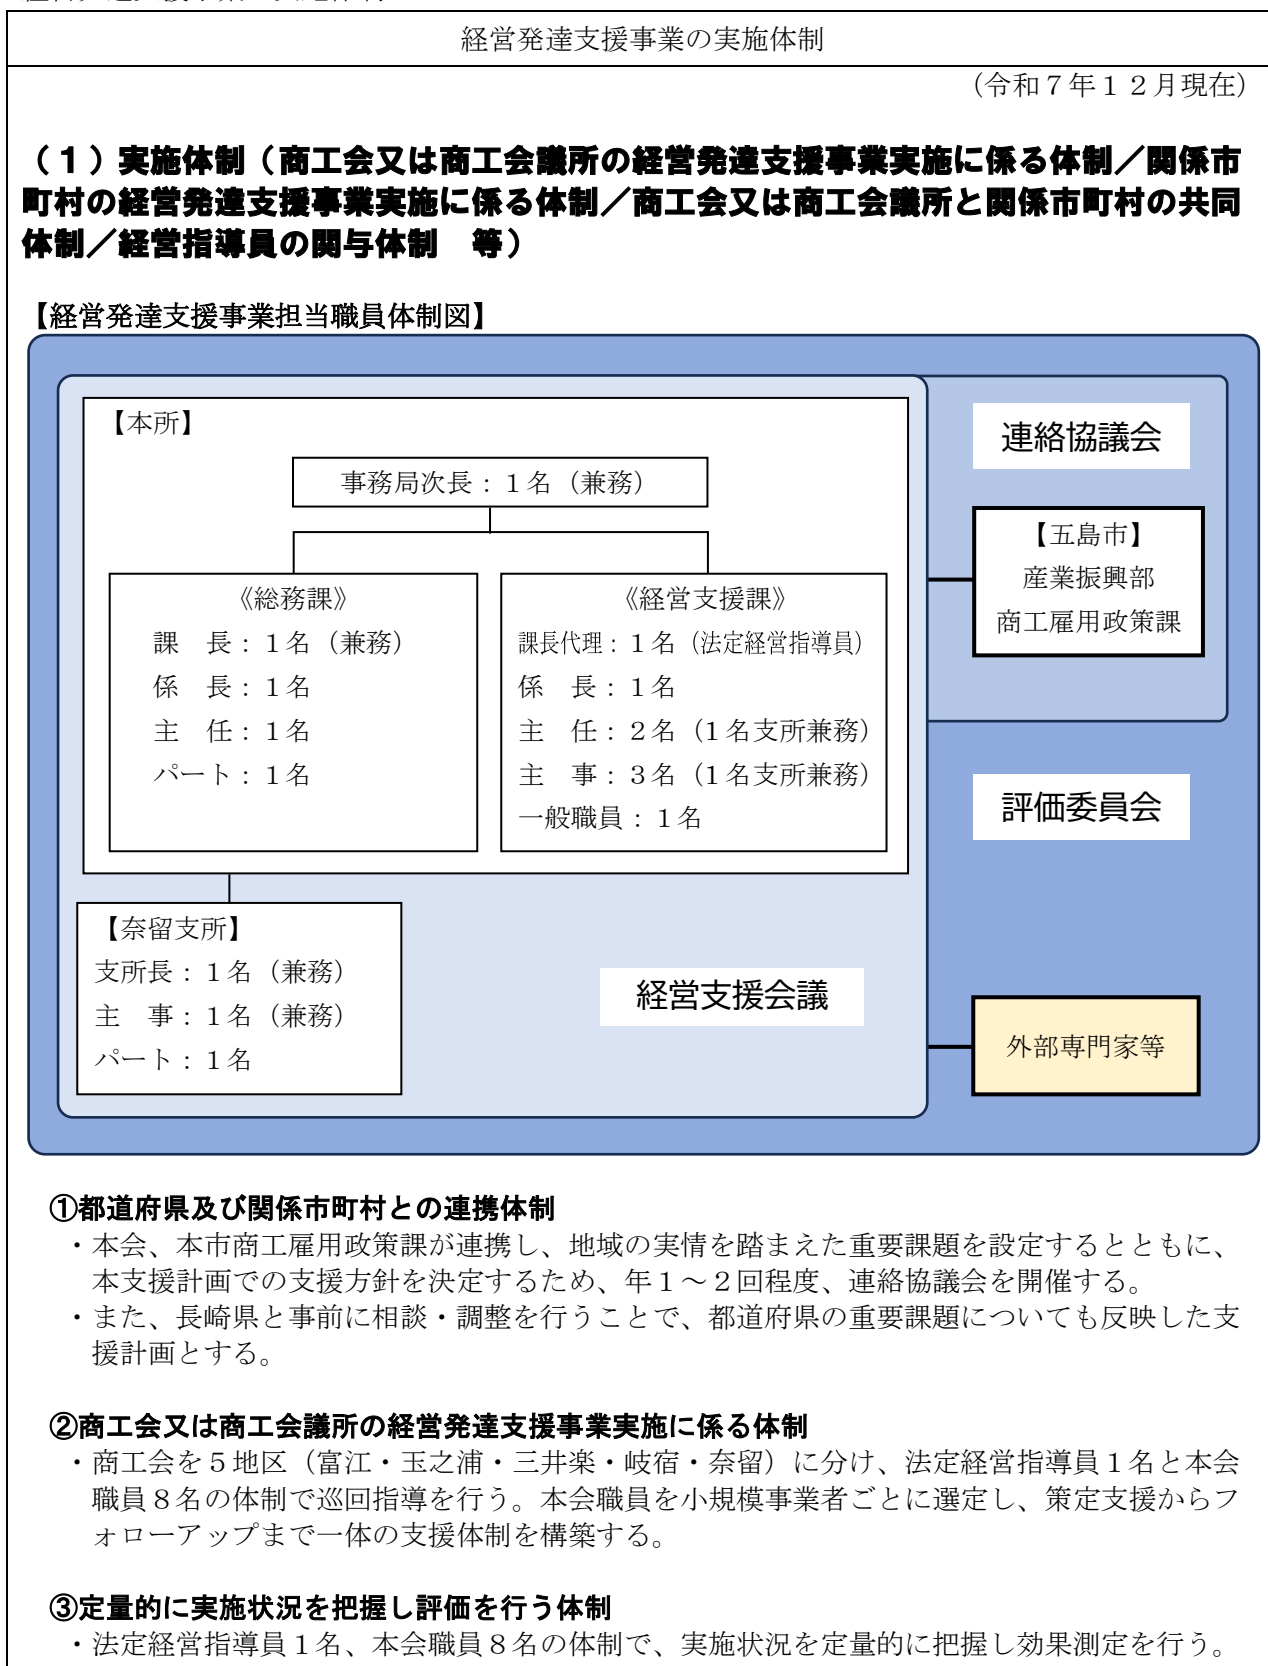 経営発達支援事業の実施体制
（令和７年１２月現在）
（１）実施体制（商工会又は商工会議所の経営発達支援事業実施に係る体制／関係市
町村の経営発達支援事業実施に係る体制／商工会又は商工会議所と関係市町村の共同
体制／経営指導員の関与体制　等）
【経営発達支援事業担当職員体制図】
【本所】
事務局次長：１名（兼務）
《総務課》
課　長：１名（兼務）
係　長：１名
主　任：１名
パート：１名
《経営支援課》
課長代理：１名（法定経営指導員）
係　長：１名
主　任：２名（１名支所兼務）
主　事：３名（１名支所兼務）
一般職員：１名
連絡協議会
【五島市】
産業振興部
商工雇用政策課
評価委員会
【奈留支所】
支所長：１名（兼務）
主　事：１名（兼務）
パート：１名
経営支援会議
外部専門家等
①都道府県及び関係市町村との連携体制
・本会、本市商工雇用政策課が連携し、地域の実情を踏まえた重要課題を設定するとともに、
本支援計画での支援方針を決定するため、年１～２回程度、連絡協議会を開催する。
・また、長崎県と事前に相談・調整を行うことで、都道府県の重要課題についても反映した支
援計画とする。
②商工会又は商工会議所の経営発達支援事業実施に係る体制
・商工会を５地区（富江・玉之浦・三井楽・岐宿・奈留）に分け、法定経営指導員１名と本会
職員８名の体制で巡回指導を行う。本会職員を小規模事業者ごとに選定し、策定支援からフ
ォローアップまで一体の支援体制を構築する。
③定量的に実施状況を把握し評価を行う体制
・法定経営指導員１名、本会職員８名の体制で、実施状況を定量的に把握し効果測定を行う。